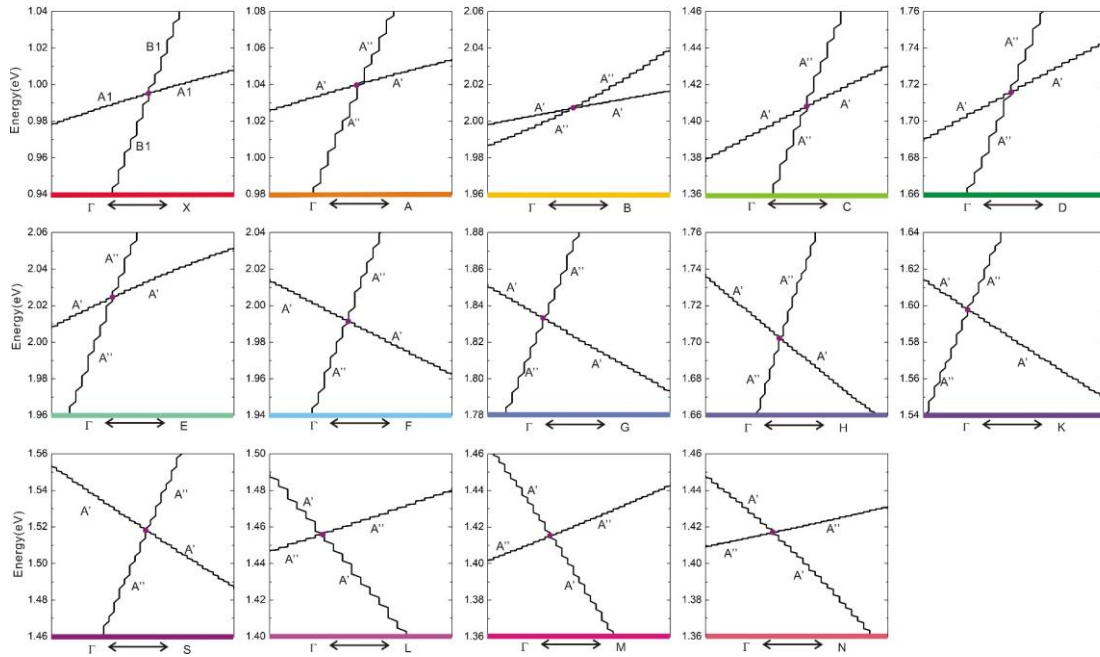 Energy(eV)
1.04
1.02
1.00
0.98
0.96
0.94
B1
A1
A1
B1
Γ X
1.08
1.06
1.04
1.02
1.00
0.98
A''
A'
A'
A''
Γ A
2.10
2.08
2.06
2.04
2.02
2.00
1.98
1.96
A''
A'
A'
A''
Γ B
1.46
1.44
1.42
1.40
1.38
1.36
A''
A'
A'
A''
Γ C
1.76
1.74
1.72
1.70
1.68
1.66
A''
A'
A'
A''
Γ D
Energy(eV)
2.06
2.04
2.02
2.00
1.98
1.96
A''
A'
A'
A''
Γ E
2.04
2.02
2.00
1.98
1.96
1.94
A''
A'
A'
A''
Γ F
1.88
1.86
1.84
1.82
1.80
1.78
A''
A'
A'
A''
Γ G
1.76
1.74
1.72
1.70
1.68
1.66
A''
A'
A'
A''
Γ H
1.64
1.62
1.60
1.58
1.56
1.54
A''
A'
A'
A''
Γ K
Energy(eV)
1.56
1.54
1.52
1.50
1.48
1.46
A''
A'
A'
A''
Γ S
1.50
1.48
1.46
1.44
1.42
1.40
A'
A''
A''
A'
Γ L
1.46
1.44
1.42
1.40
1.38
1.36
A'
A''
A''
A'
Γ M
1.46
1.44
1.42
1.40
1.38
1.36
A'
A''
A''
A'
Γ N